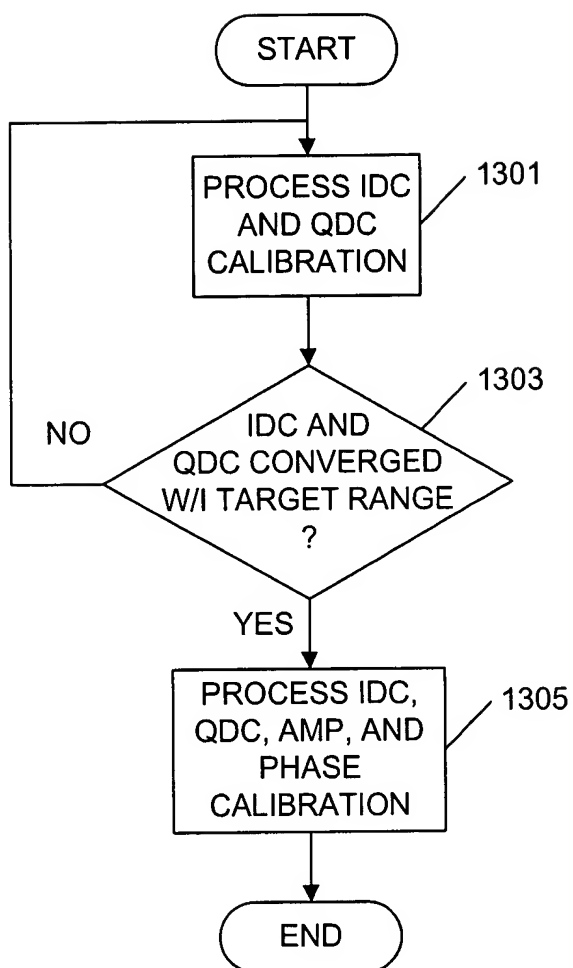 START
PROCESS IDC
AND QDC
CALIBRATION
1301
IDC AND
QDC CONVERGED
W/I TARGET RANGE
?
1303
NO
YES
PROCESS IDC,
QDC, AMP, AND
PHASE
CALIBRATION
1305
END